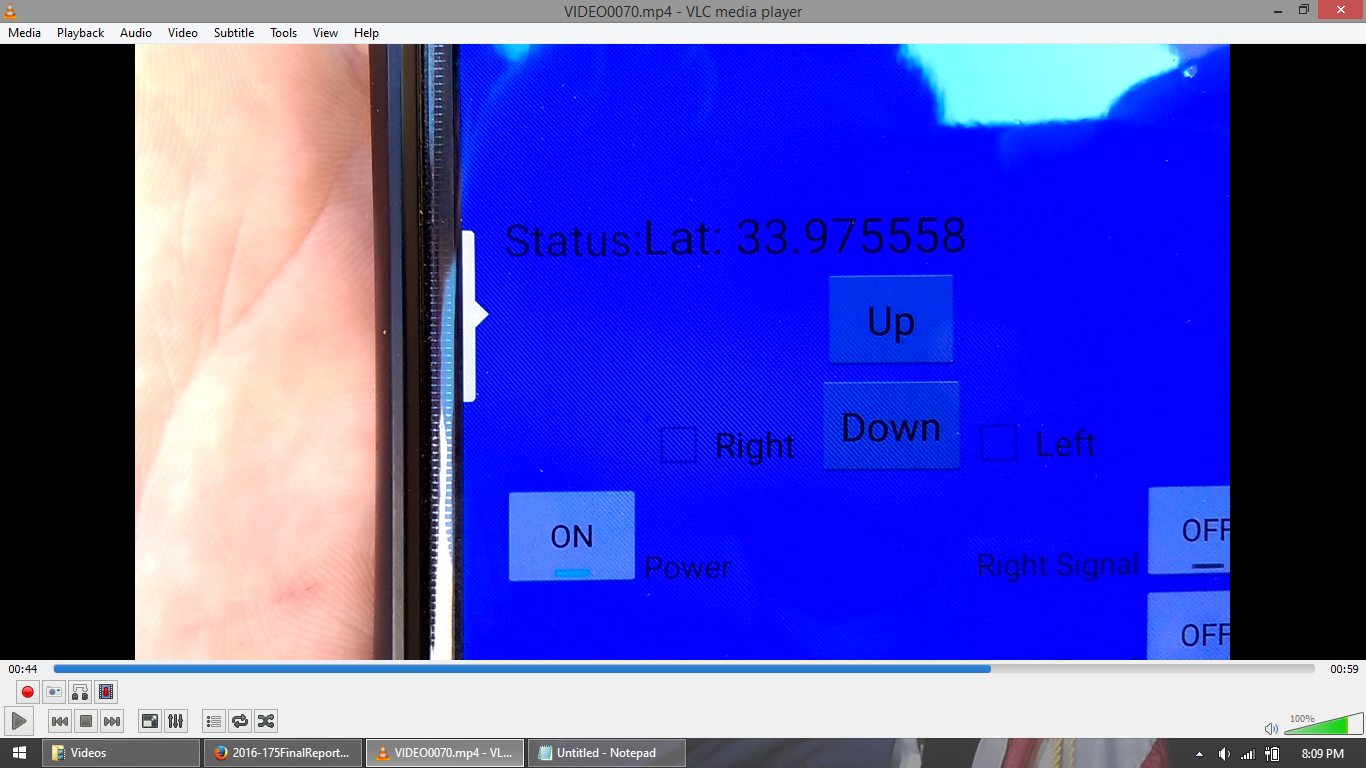 VIDEO0070.mp4 - VLC media player
Media Playback Audio Video Subtitle Tools View Help
Status:Lat: 33.975558
Up
Down
Right
Left
ON
Power
Right Signal
OFF
OFF
00:44
00:59
100%
Videos
2016-175FinalReport...
VIDEO0070.mp4 - VL...
Untitled - Notepad
8:09 PM